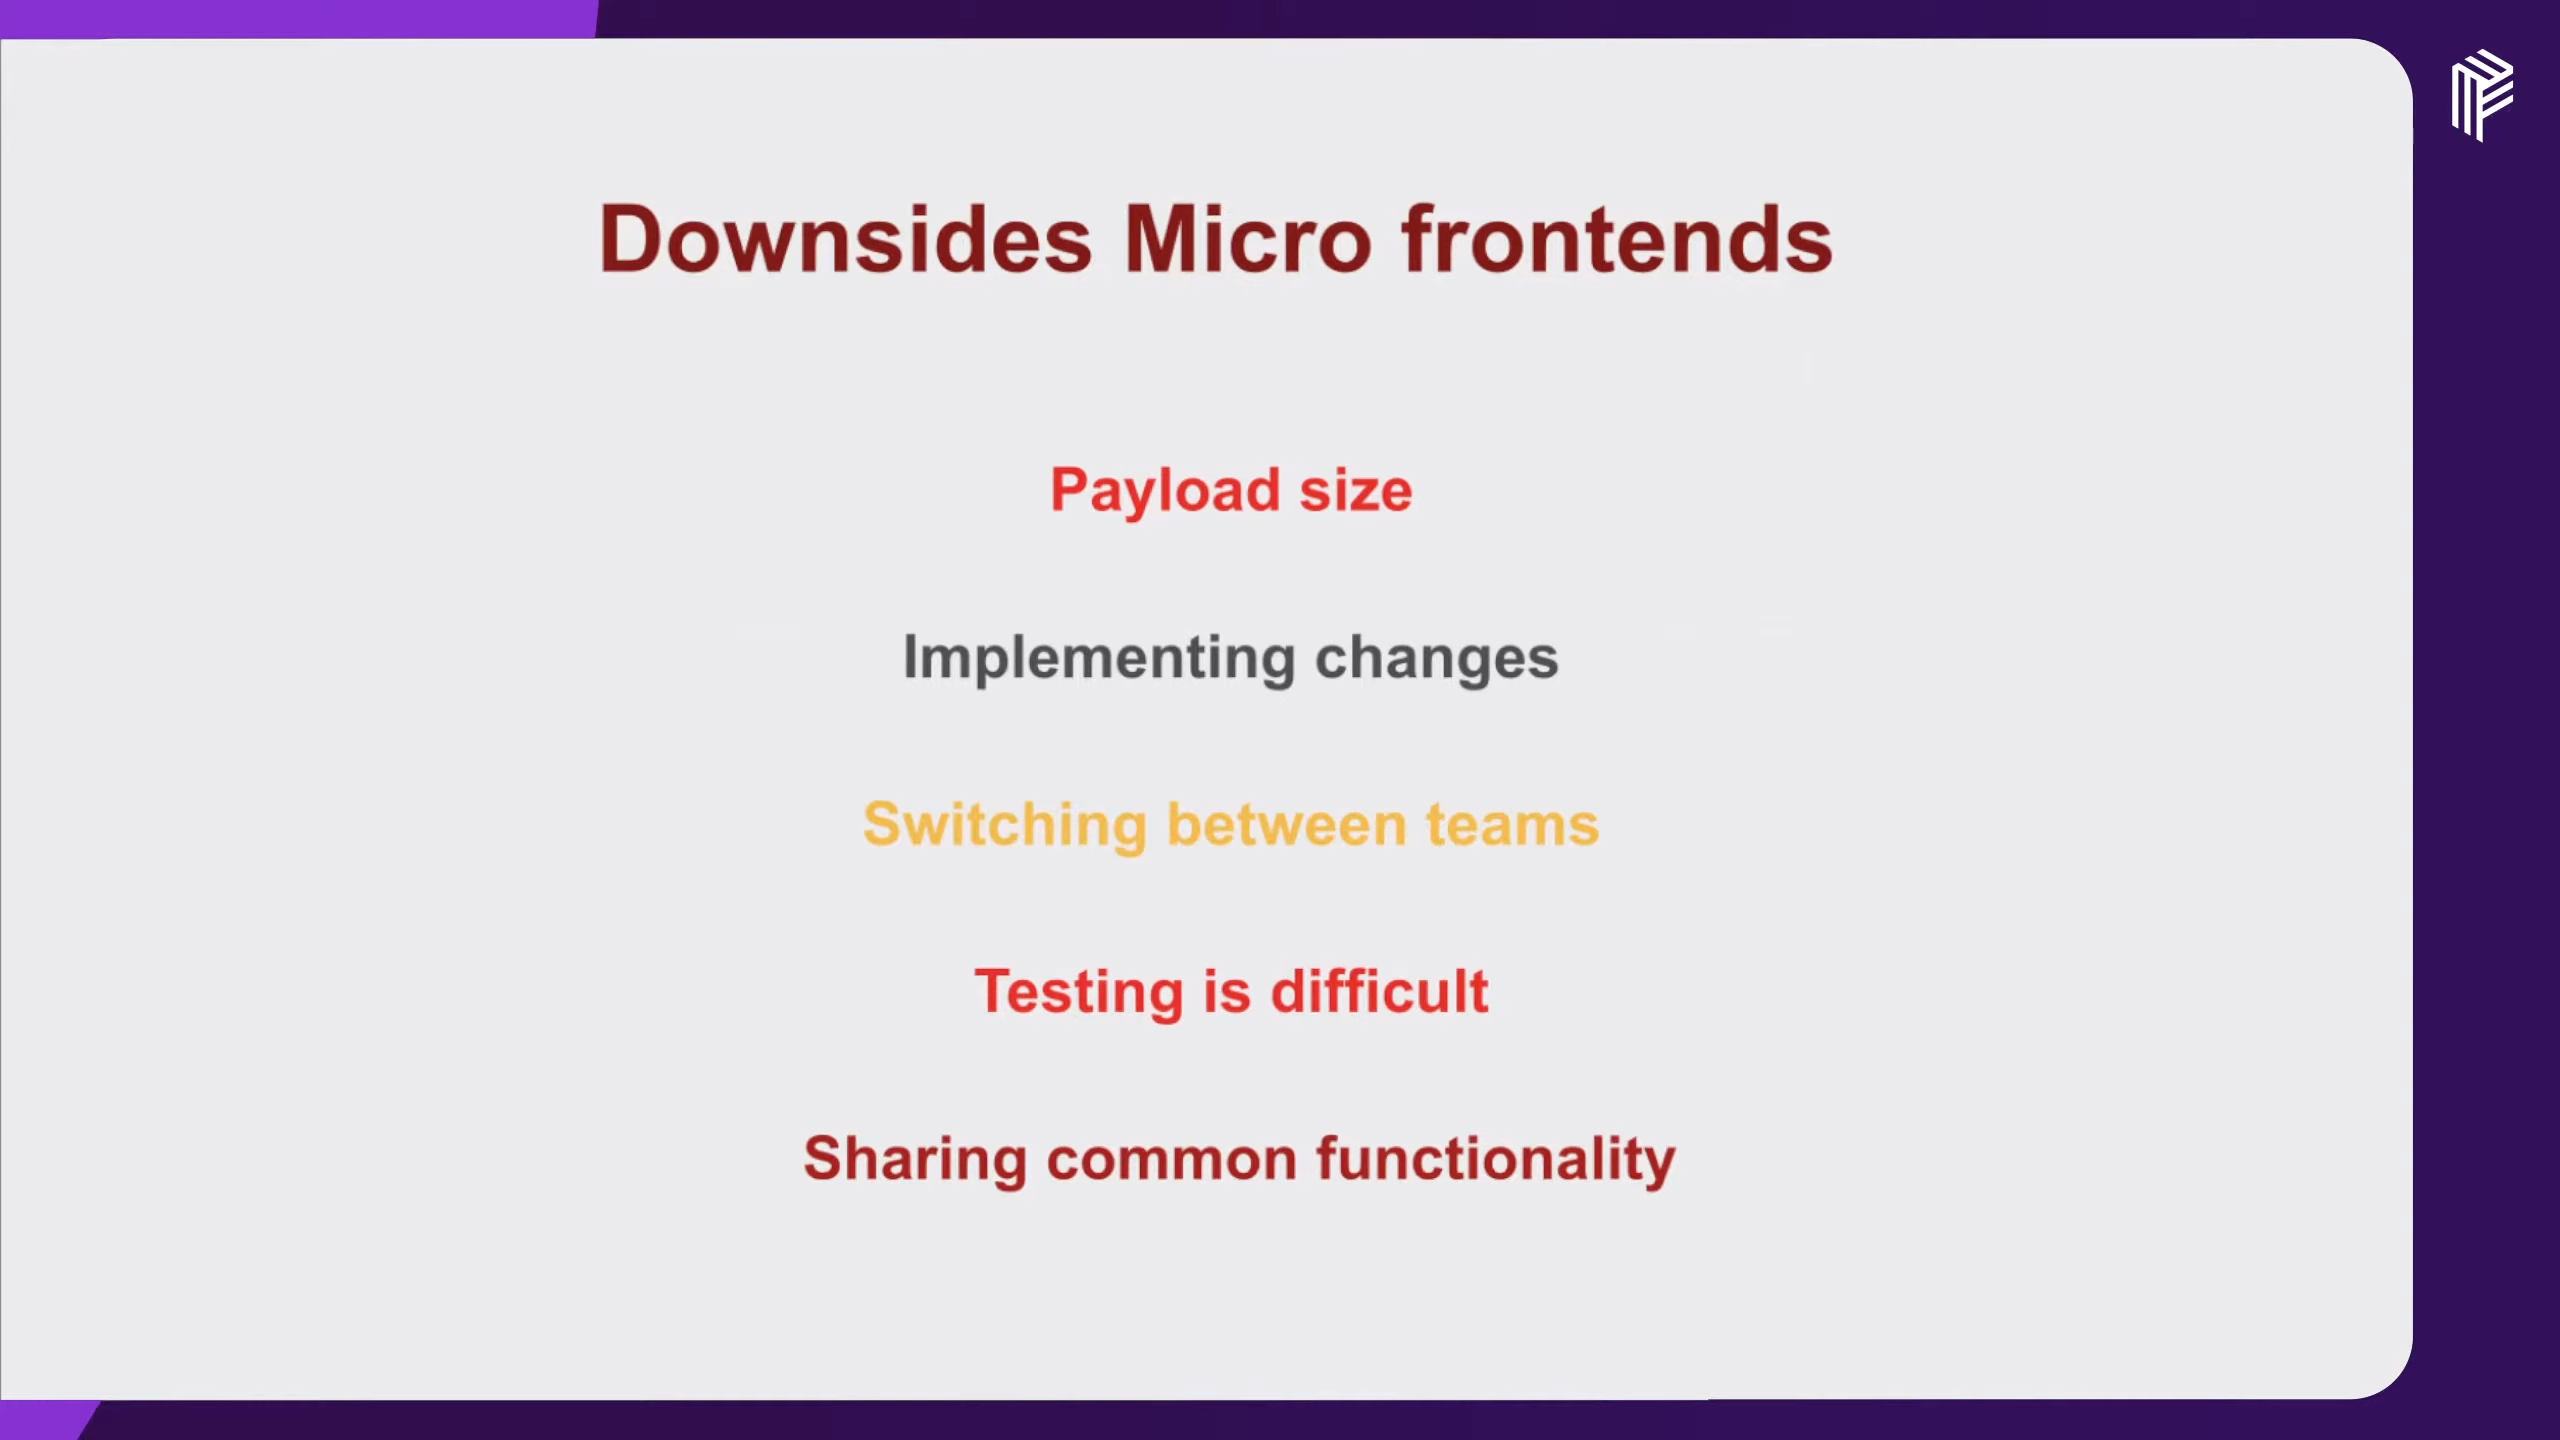 Downsides Micro frontends
Payload size
Implementing changes
Switching between teams
Testing is difficult
Sharing common functionality